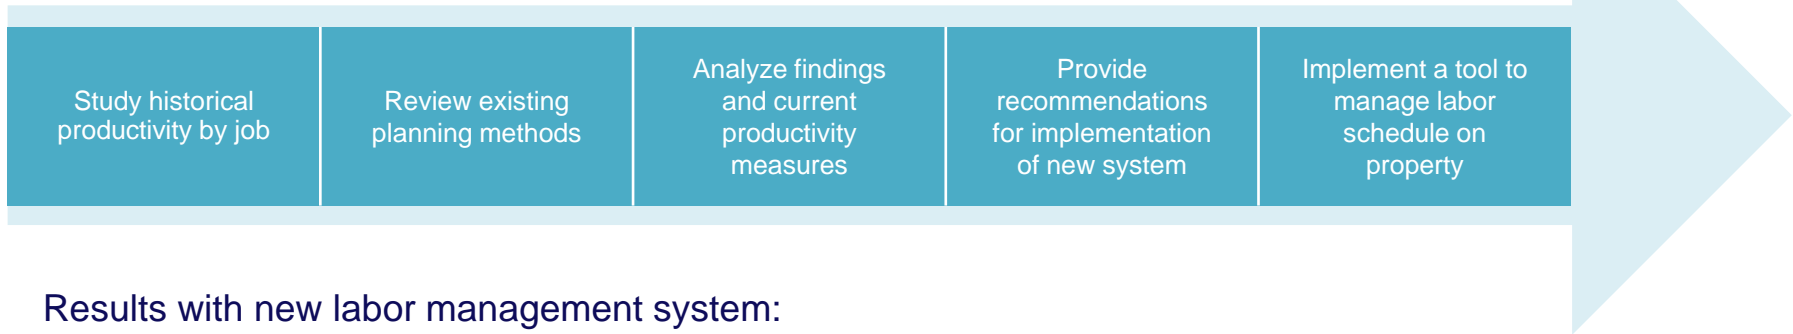 Study historical
productivity by job
Review existing
planning methods
Analyze findings
and current
productivity
measures
Provide
recommendations
for implementation
of new system
Implement a tool to
manage labor
schedule on
property
Results with new labor management system: